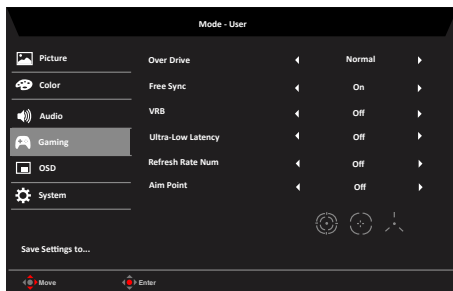 Mode - User
Picture
Color
Audio
Gaming
OSD
System
Save Settings to...
Over Drive Normal
Free Sync On
VRB Off
Ultra-Low Latency Off
Refresh Rate Num Off
Aim Point Off
Move Enter